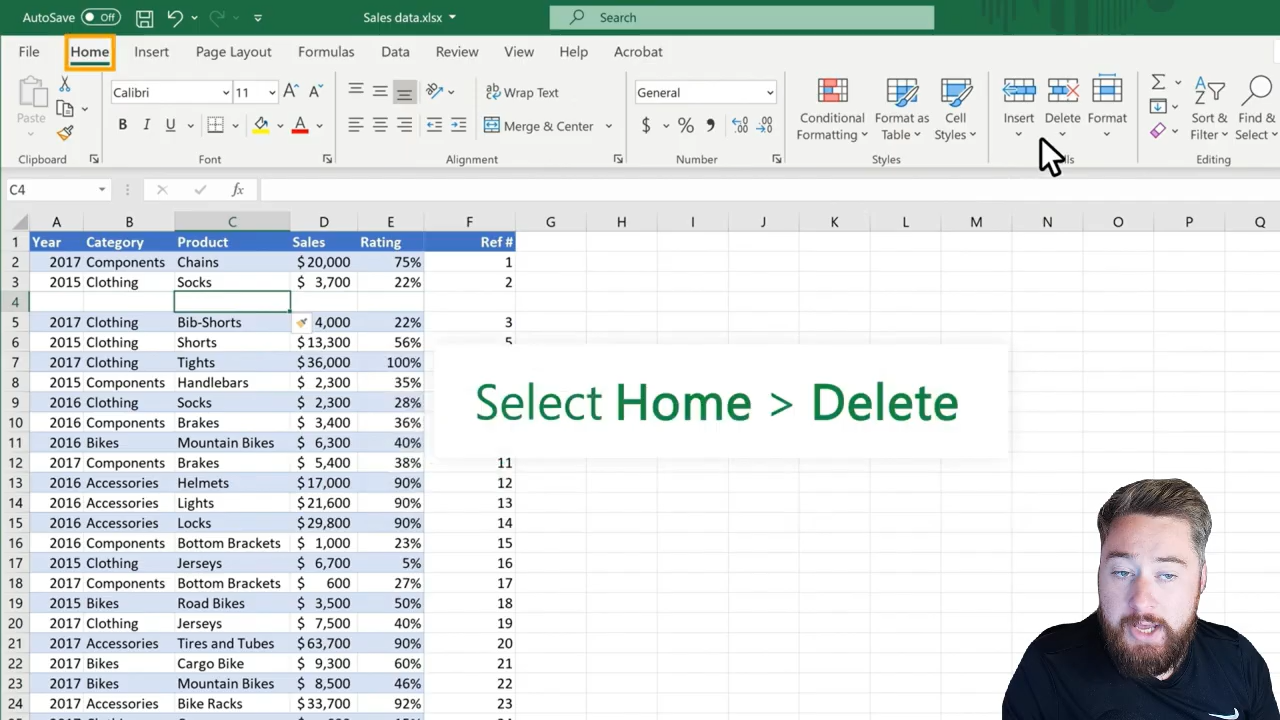 AutoSave Off Sales data.xlsx Search
File Home Insert Page Layout Formulas Data Review View Help Acrobat
Paste Calibri 11 Wrap Text General Conditional Formatting Format as Table Cell Styles Insert Delete Format Sort & Filter Find & Select
B I U Merge & Center $ %
Clipboard Font Alignment Number Styles Editing
C4 fx
A B C D E F G H I J K L M N O P Q
1 Year Category Product Sales Rating Ref #
2 2017 Components Chains $20,000 75% 1
3 2015 Clothing Socks $ 3,700 22% 2
4
5 2017 Clothing Bib-Shorts 4,000 22% 3
6 2015 Clothing Shorts $13,300 56%
7 2017 Clothing Tights $36,000 100%
8 2015 Components Handlebars $ 2,300 35%
9 2016 Clothing Socks $ 2,300 28%
Select Home > Delete
10 2016 Components Brakes $ 3,400 36%
11 2016 Bikes Mountain Bikes $ 6,300 40%
12 2017 Components Brakes $ 5,400 38% 11
13 2016 Accessories Helmets $17,000 90% 12
14 2016 Accessories Lights $21,600 90% 13
15 2016 Accessories Locks $29,800 90% 14
16 2016 Components Bottom Brackets $ 1,000 23% 15
17 2015 Clothing Jerseys $ 6,700 5% 16
18 2017 Components Bottom Brackets $ 600 27% 17
19 2015 Bikes Road Bikes $ 3,500 50% 18
20 2017 Clothing Jerseys $ 7,500 40% 19
21 2017 Accessories Tires and Tubes $63,700 90% 20
22 2017 Bikes Cargo Bike $ 9,300 60% 21
23 2017 Bikes Mountain Bikes $ 8,500 46% 22
24 2017 Accessories Bike Racks $33,700 92% 23